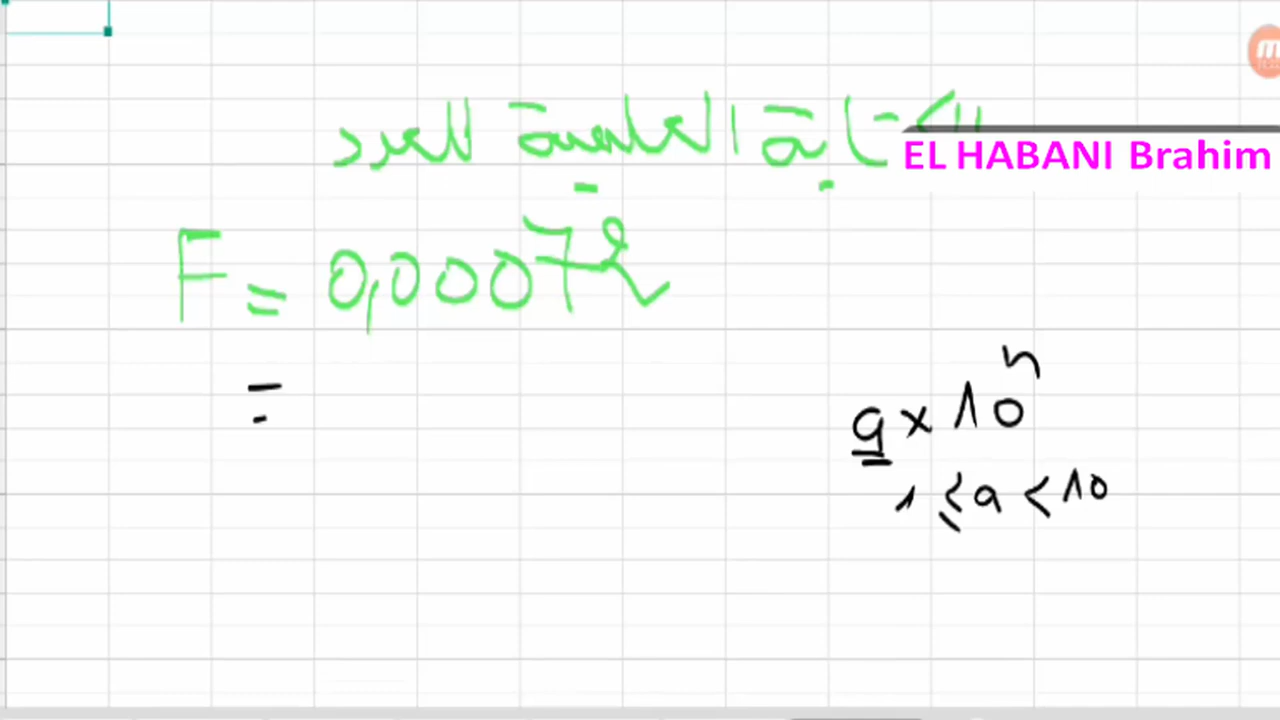 الكتابة العلمية للعدد
EL HABANI Brahim
F = 0,00072
=
a × 10ⁿ
1 ≤ a < 10